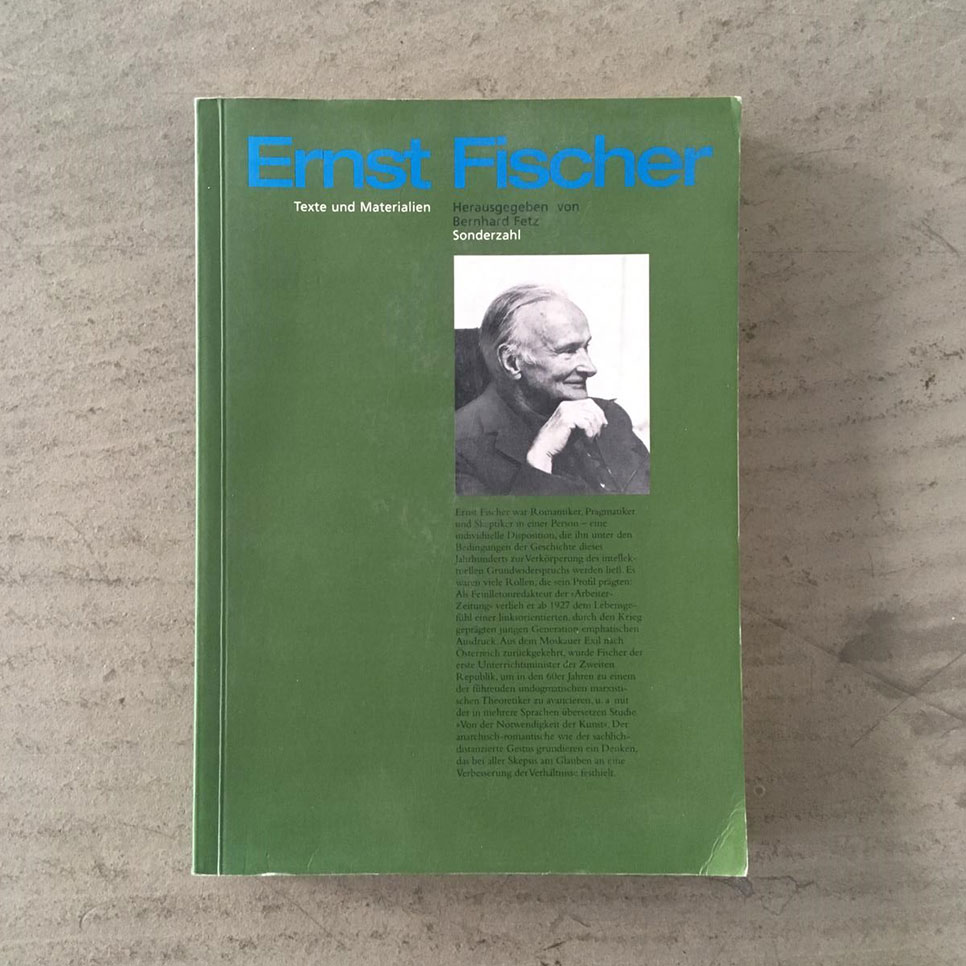 Ernst Fischer
Texte und Materialien
Herausgegeben von
Bernhard Fetz
Sonderzahl
Ernst Fischer war Romantiker, Pragmatiker
und Skeptiker in einer Person – eine
individuelle Disposition, die ihn unter den
Bedingungen der Geschichte dieses
Jahrhunderts zur Verkörperung des intellek-
tuellen Grundwiderspruchs werden ließ. Es
waren viele Rollen, die sein Profil prägten:
Als Feuilletonredakteur der »Arbeiter-
Zeitung« verlieh er ab 1927 dem Lebensge-
fühl einer linksorientierten, durch den Krieg
geprägten jungen Generation emphatischen
Ausdruck. Aus dem Moskauer Exil nach
Österreich zurückgekehrt, wurde Fischer der
erste Unterrichtsminister der Zweiten
Republik, um in den 60er Jahren zu einem
der führenden undogmatischen marxisti-
schen Theoretiker zu avancieren, u. a. mit
der in mehrere Sprachen übersetzen Studie
»Von der Notwendigkeit der Kunst«. Der
anarchisch-romantische wie der sachlich-
distanzierte Gestus grundieren ein Denken,
das bei aller Skepsis am Glauben an eine
Verbesserung der Verhältnisse festhielt.